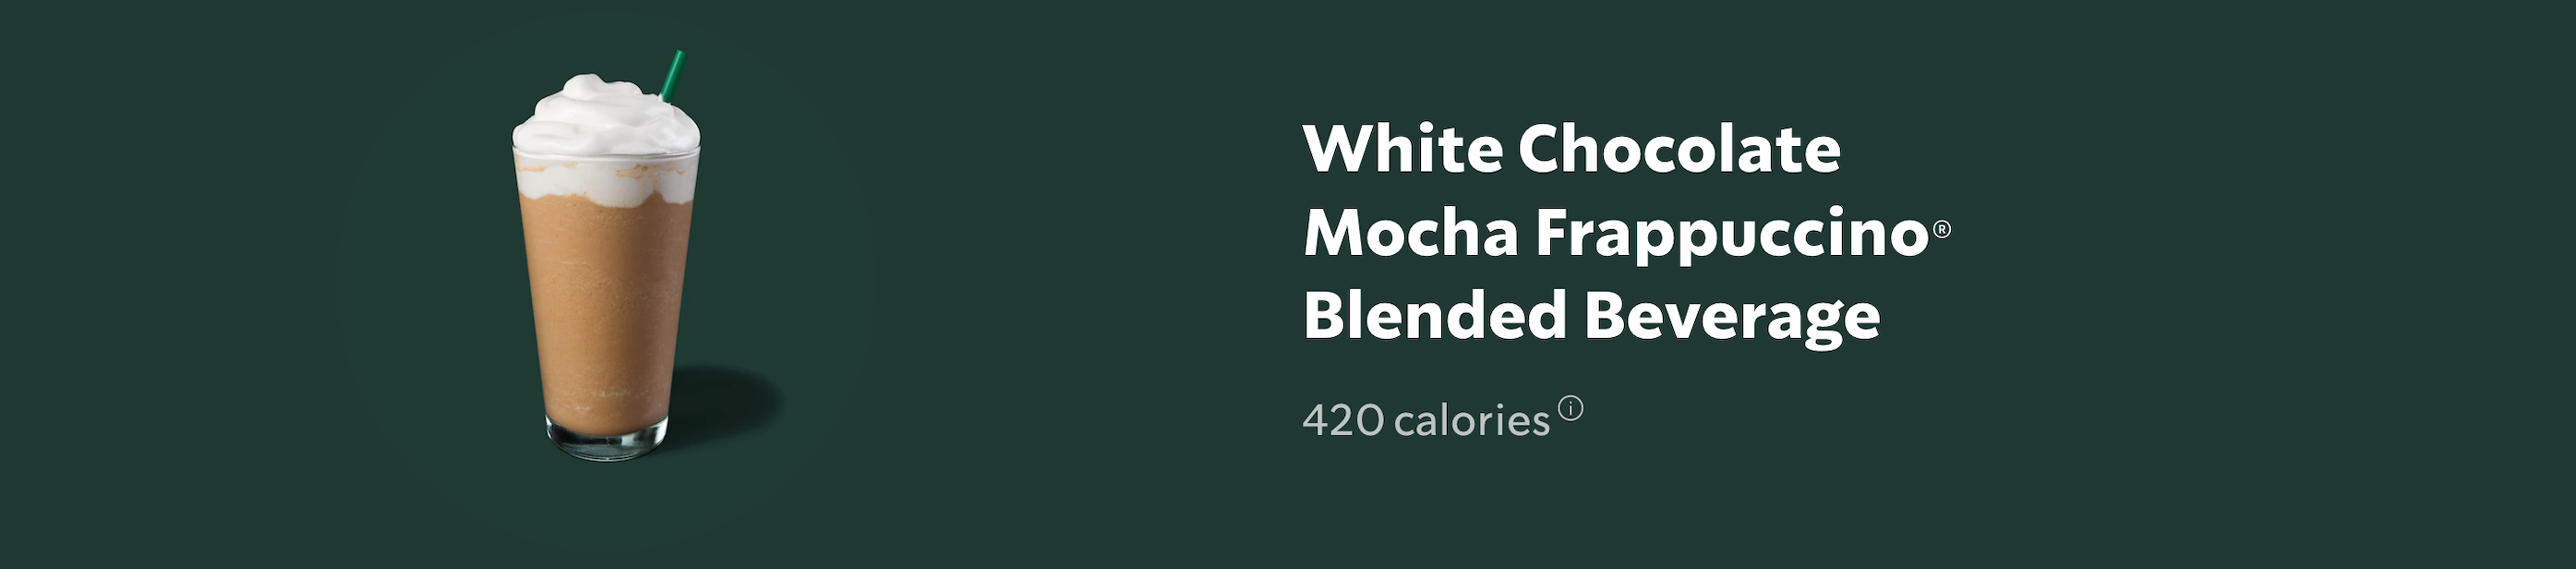 White Chocolate
Mocha Frappuccino®
Blended Beverage
420 calories ⓘ